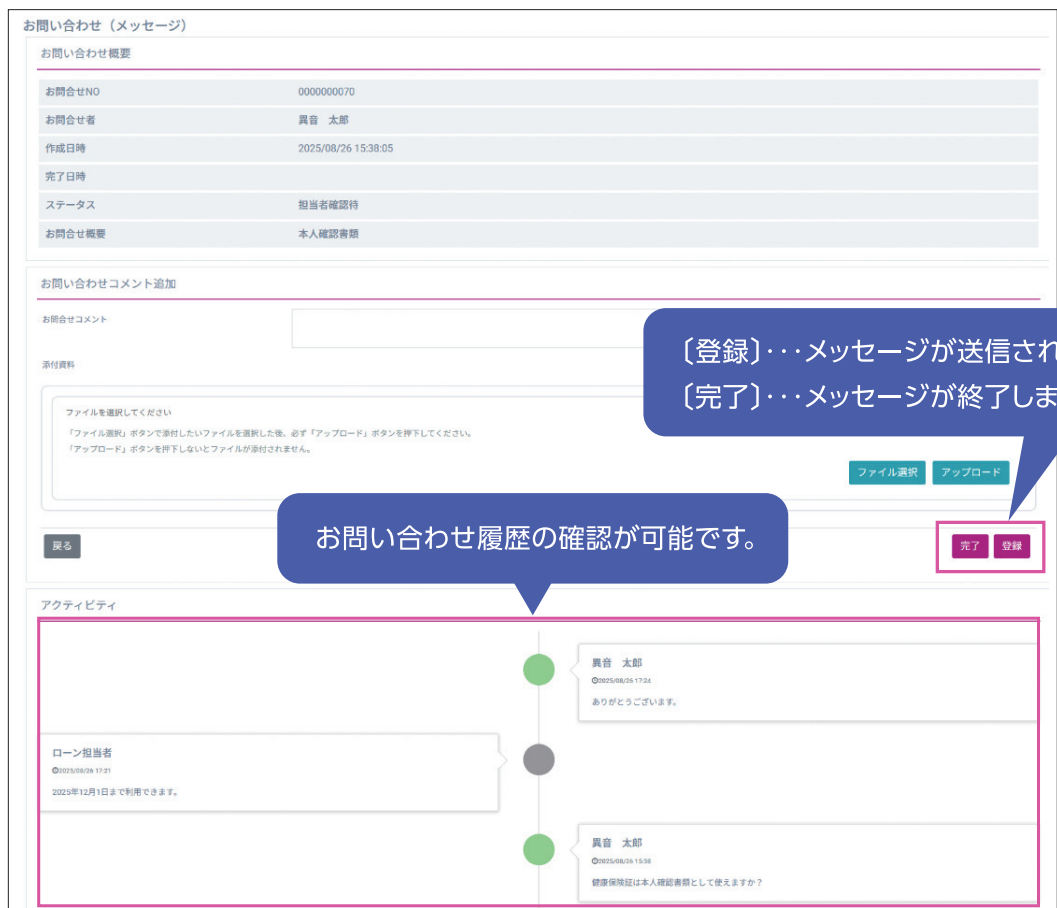 お問い合わせ（メッセージ）
お問い合わせ概要
お問合せNO 0000000070
お問合せ者 異音　太郎
作成日時 2025/08/26 15:38:05
完了日時
ステータス 担当者確認待
お問合せ概要 本人確認書類
お問い合わせコメント追加
お問合せコメント
〔登録〕･･･メッセージが送信され
〔完了〕･･･メッセージが終了しま
添付資料
ファイルを選択してください
「ファイル選択」ボタンで添付したいファイルを選択した後、必ず「アップロード」ボタンを押下してください。
「アップロード」ボタンを押下しないとファイルが添付されません。
ファイル選択 アップロード
お問い合わせ履歴の確認が可能です。
戻る 完了 登録
アクティビティ
異音　太郎
2025/08/26 17:24
ありがとうございます。
ローン担当者
2025/08/26 17:21
2025年12月1日まで利用できます。
異音　太郎
2025/08/26 15:38
健康保険証は本人確認書類として使えますか？